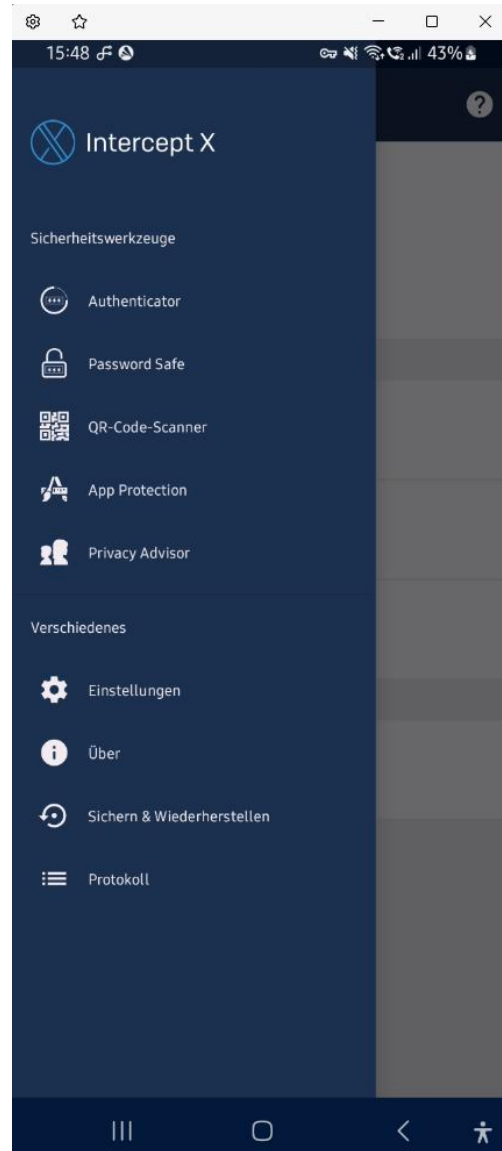 15:48
43%
Intercept X
Sicherheitswerkzeuge
Authenticator
Password Safe
QR-Code-Scanner
App Protection
Privacy Advisor
Verschiedenes
Einstellungen
Über
Sichern & Wiederherstellen
Protokoll